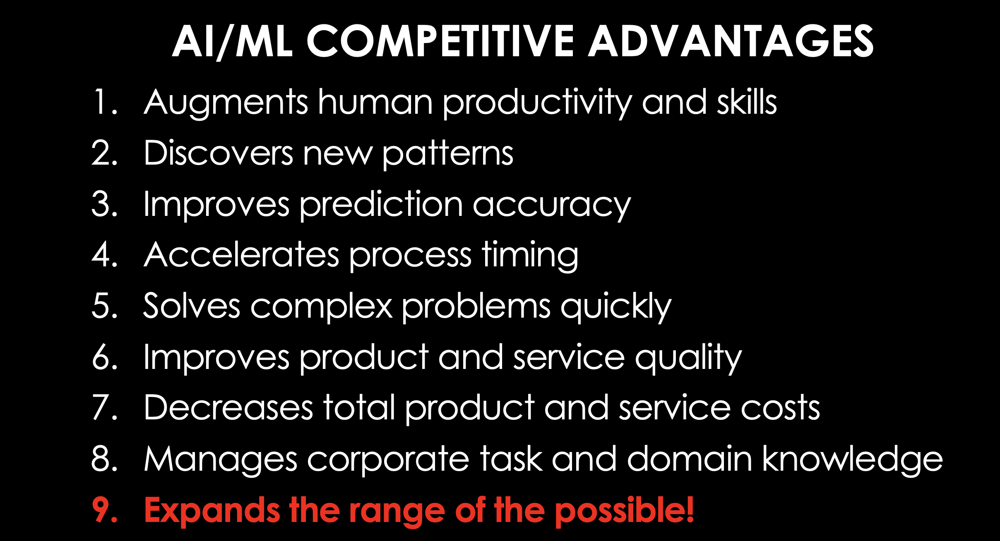 AI/ML COMPETITIVE ADVANTAGES
1. Augments human productivity and skills
2. Discovers new patterns
3. Improves prediction accuracy
4. Accelerates process timing
5. Solves complex problems quickly
6. Improves product and service quality
7. Decreases total product and service costs
8. Manages corporate task and domain knowledge
9. Expands the range of the possible!